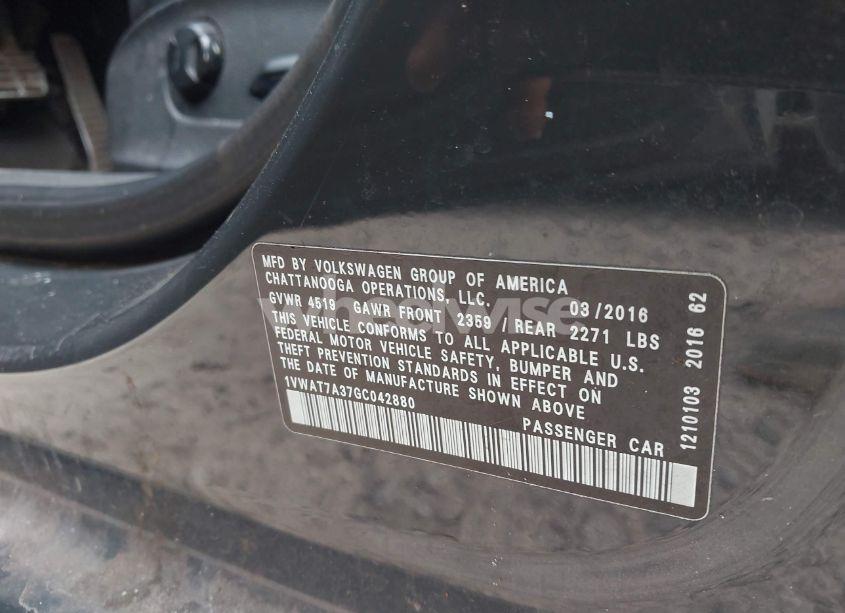 MFD BY VOLKSWAGEN GROUP OF AMERICA
CHATTANOOGA OPERATIONS, LLC. 03/2016
GVWR 4519 GAWR FRONT 2359 / REAR 2271 LBS
THIS VEHICLE CONFORMS TO ALL APPLICABLE U.S.
FEDERAL MOTOR VEHICLE SAFETY, BUMPER AND
THEFT PREVENTION STANDARDS IN EFFECT ON
THE DATE OF MANUFACTURE SHOWN ABOVE
1VWAT7A37GC042880
PASSENGER CAR
1210103 2016 62
wheelwise